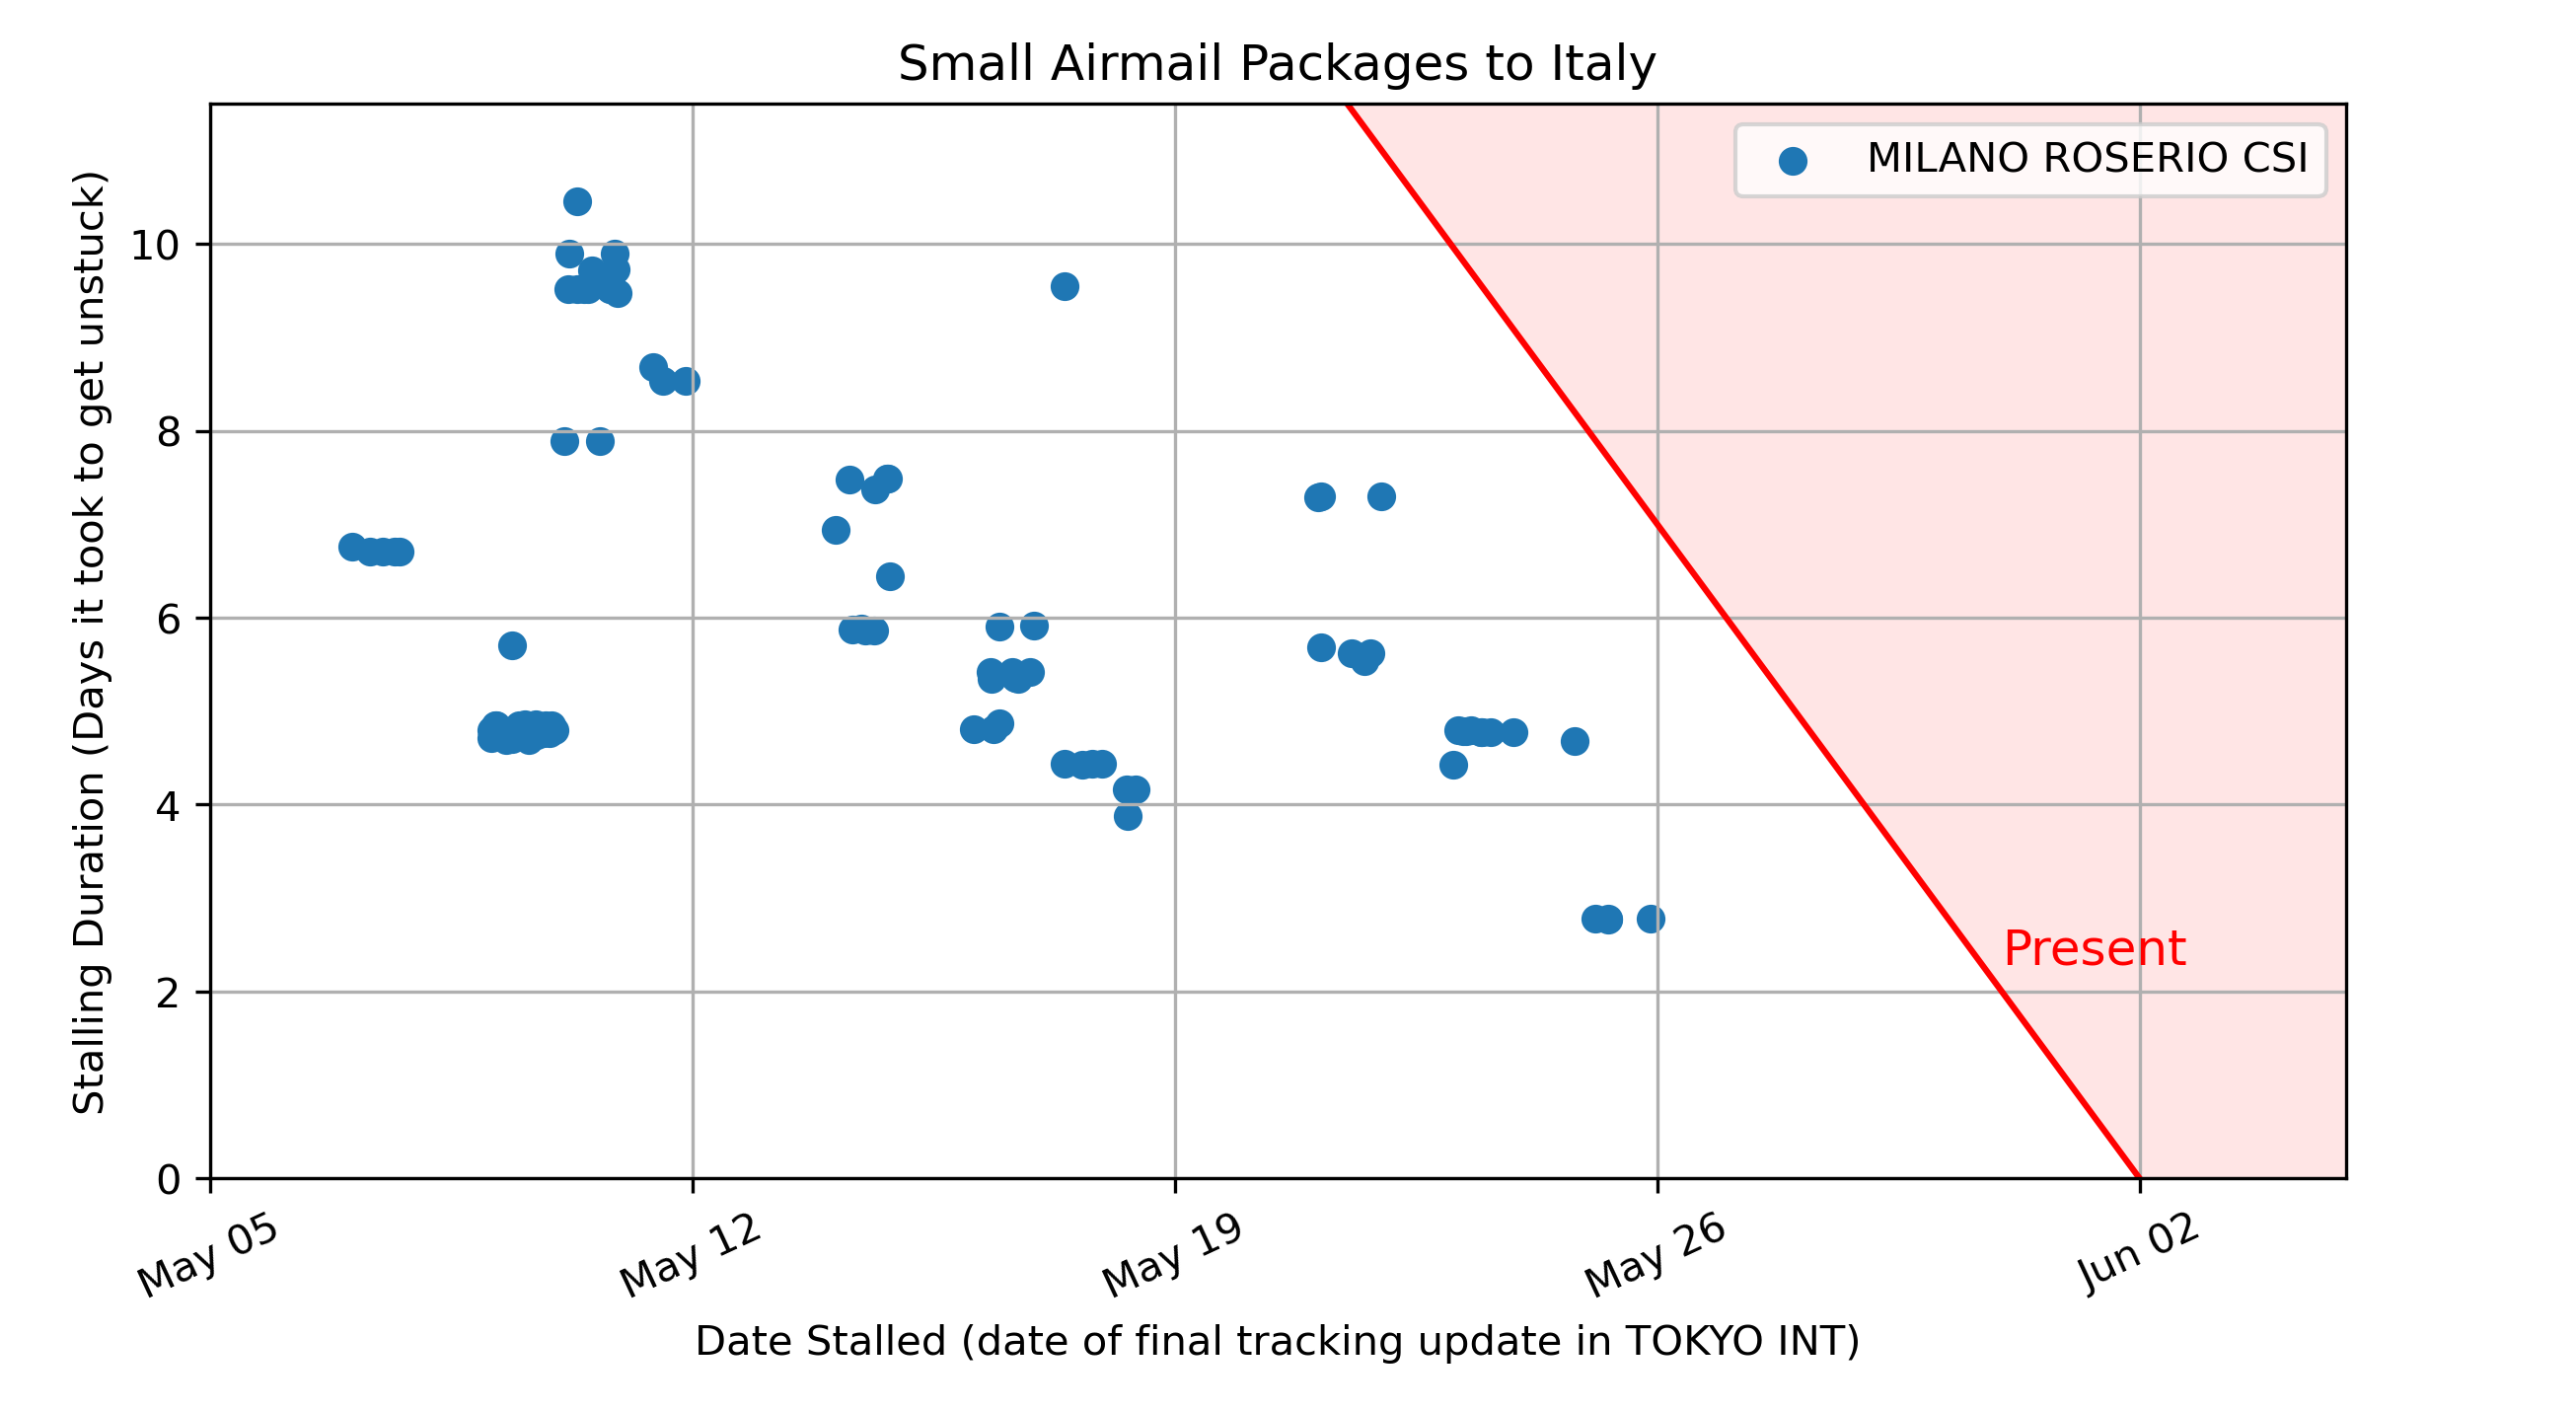 Small Airmail Packages to Italy
MILANO ROSERIO CSI
Stalling Duration (Days it took to get unstuck)
10
8
6
4
2
0
Present
May 05
May 12
May 19
May 26
Jun 02
Date Stalled (date of final tracking update in TOKYO INT)